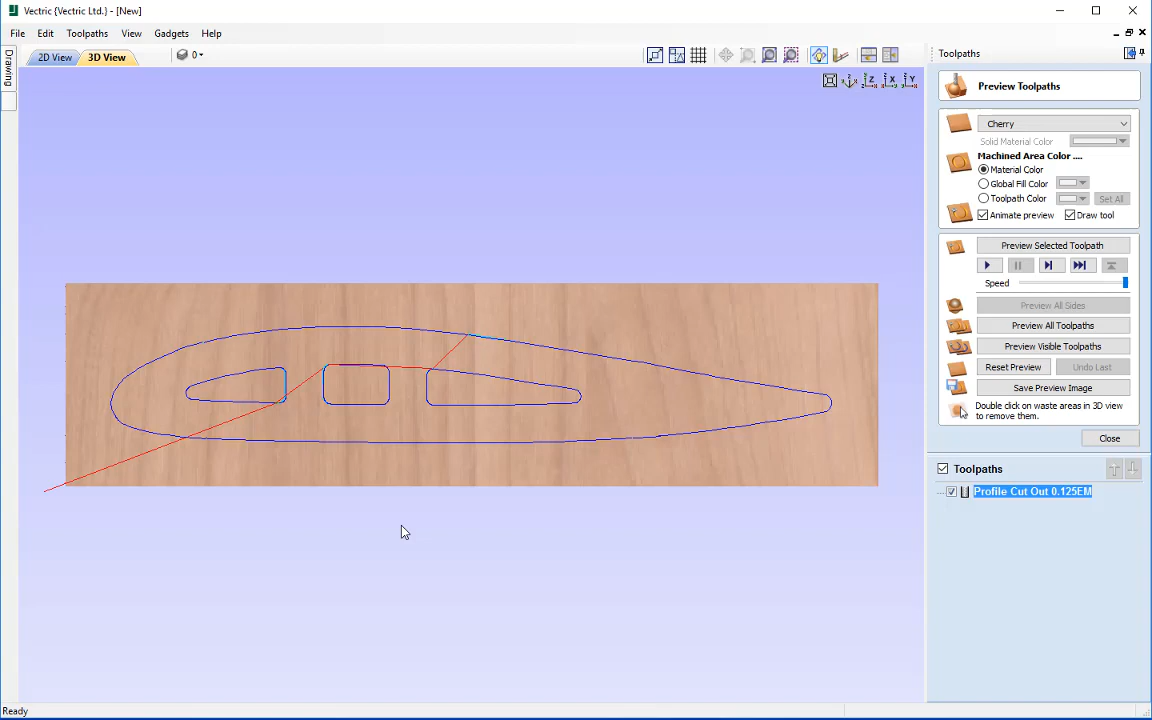 Vectric (Vectric Ltd.) - [New]
File Edit Toolpaths View Gadgets Help
2D View 3D View 0
Drawing
Z X Y
Toolpaths
Preview Toolpaths
Cherry
Solid Material Color
Machined Area Color ....
Material Color
Global Fill Color
Toolpath Color Set All
Animate preview Draw tool
Preview Selected Toolpath
Speed
Preview All Sides
Preview All Toolpaths
Preview Visible Toolpaths
Reset Preview Undo Last
Save Preview Image
Double click on waste areas in 3D view
to remove them.
Close
Toolpaths
Profile Cut Out 0.125EM
Ready